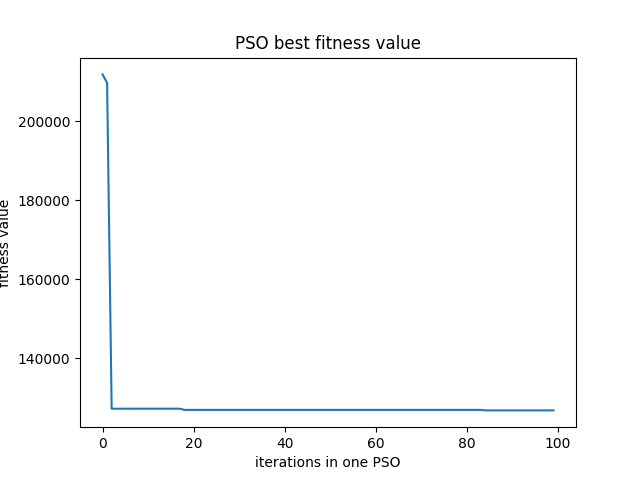 PSO best fitness value
200000
180000
160000
140000
fitness value
0 20 40 60 80 100
iterations in one PSO